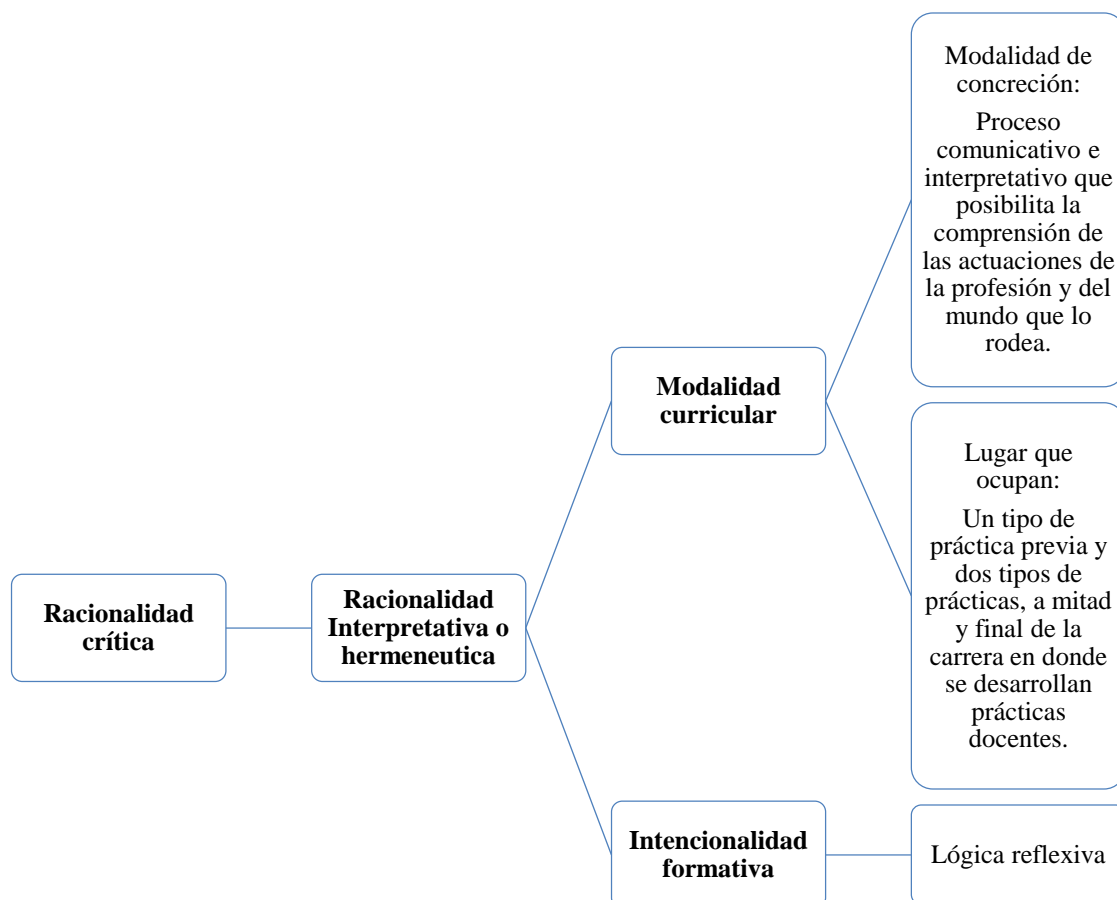 Modalidad de
concreción:
Proceso
comunicativo e
interpretativo que
posibilita la
comprensión de
las actuaciones de
la profesión y del
mundo que lo
rodea.
Modalidad
curricular
Lugar que
ocupan:
Un tipo de
práctica previa y
dos tipos de
prácticas, a mitad
y final de la
carrera en donde
se desarrollan
prácticas
docentes.
Racionalidad
crítica
Racionalidad
Interpretativa o
hermeneutica
Intencionalidad
formativa
Lógica reflexiva